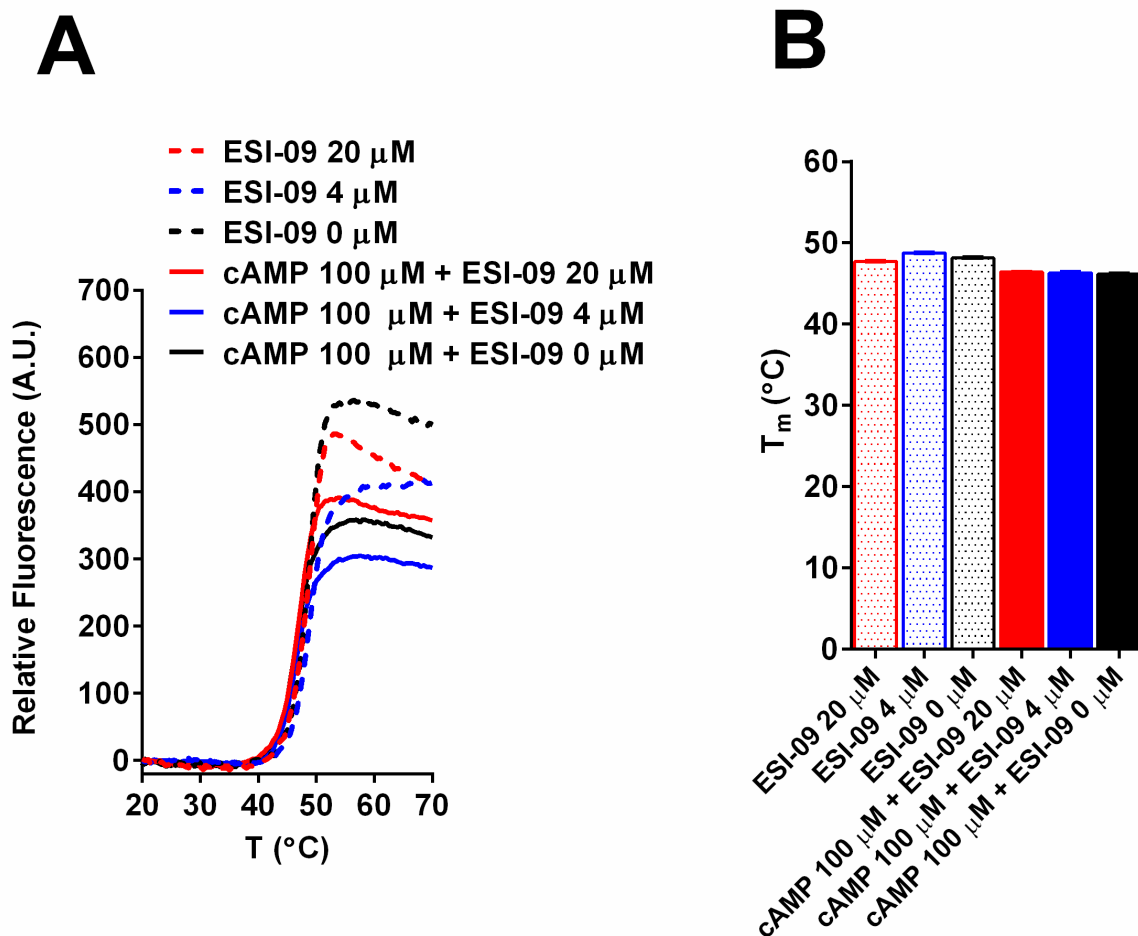 A
ESI-09 20 μM
ESI-09 4 μM
ESI-09 0 μM
cAMP 100 μM + ESI-09 20 μM
cAMP 100 μM + ESI-09 4 μM
cAMP 100 μM + ESI-09 0 μM
Relative Fluorescence (A.U.)
700
600
500
400
300
200
100
0
20 30 40 50 60 70
T (°C)
B
Tm (°C)
60
50
40
30
20
10
0
ESI-09 20 μM
ESI-09 4 μM
ESI-09 0 μM
cAMP 100 μM + ESI-09 20 μM
cAMP 100 μM + ESI-09 4 μM
cAMP 100 μM + ESI-09 0 μM